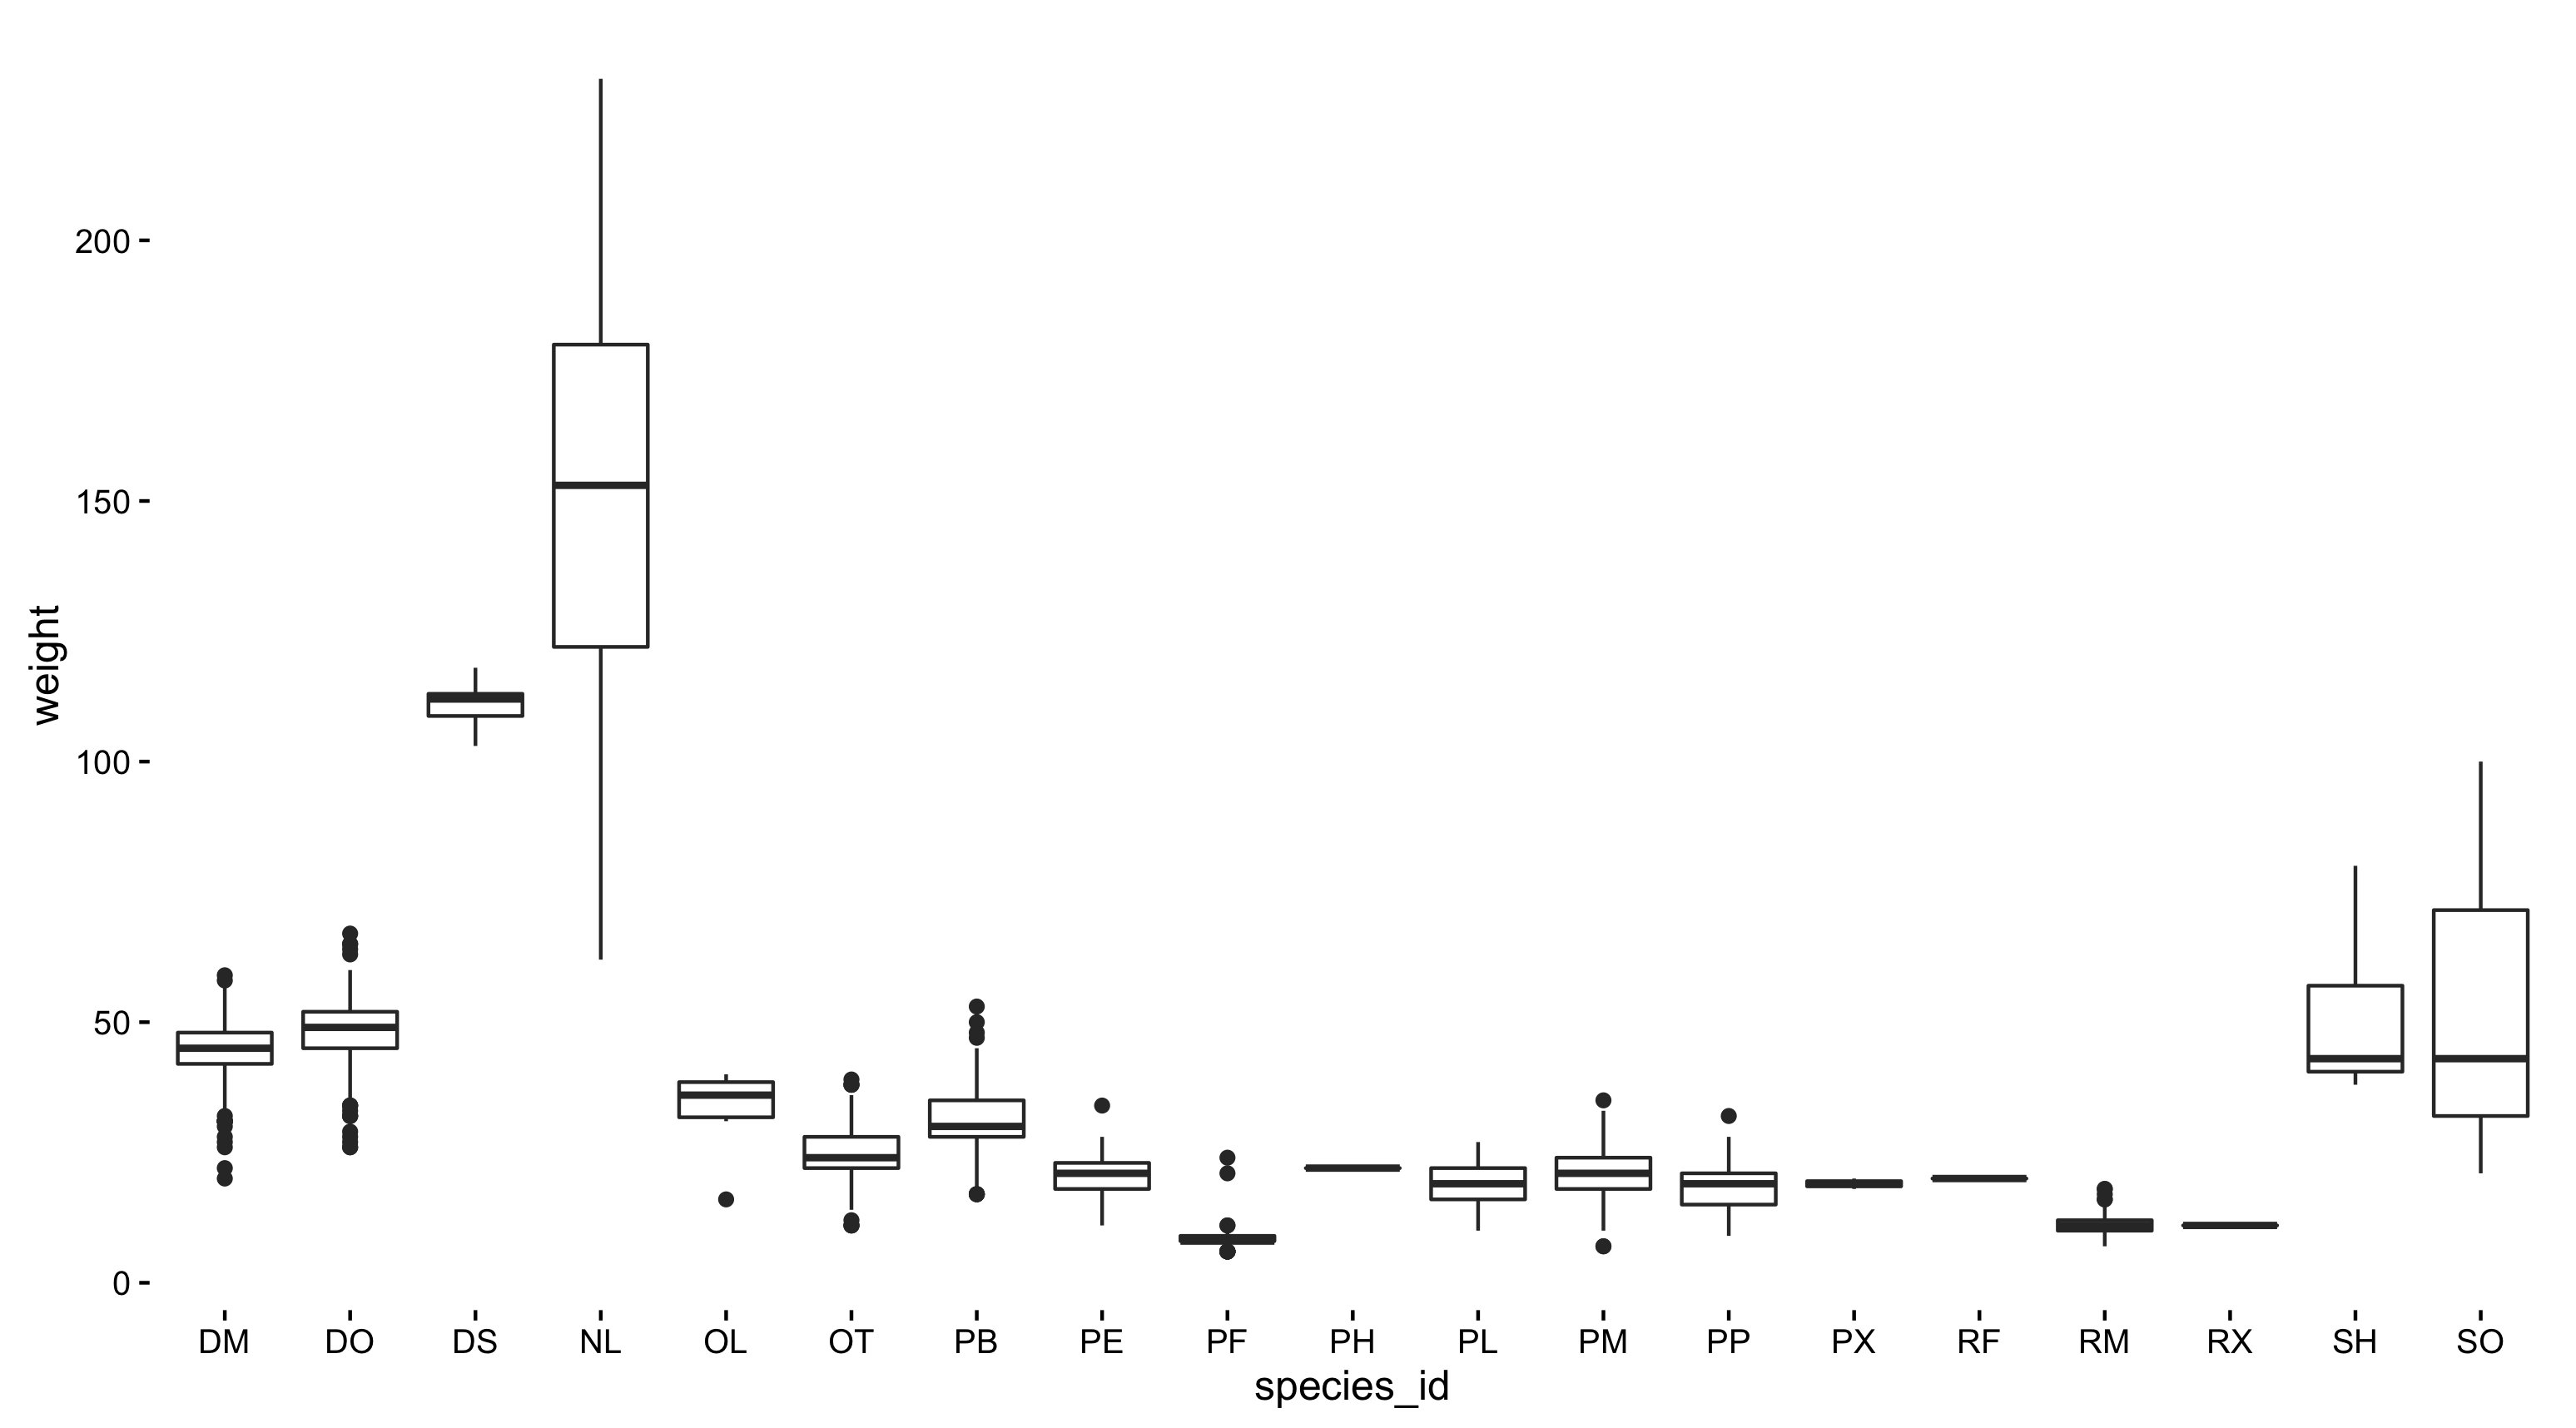 weight
200
150
100
50
0
DM DO DS NL OL OT PB PE PF PH PL PM PP PX RF RM RX SH SO
species_id